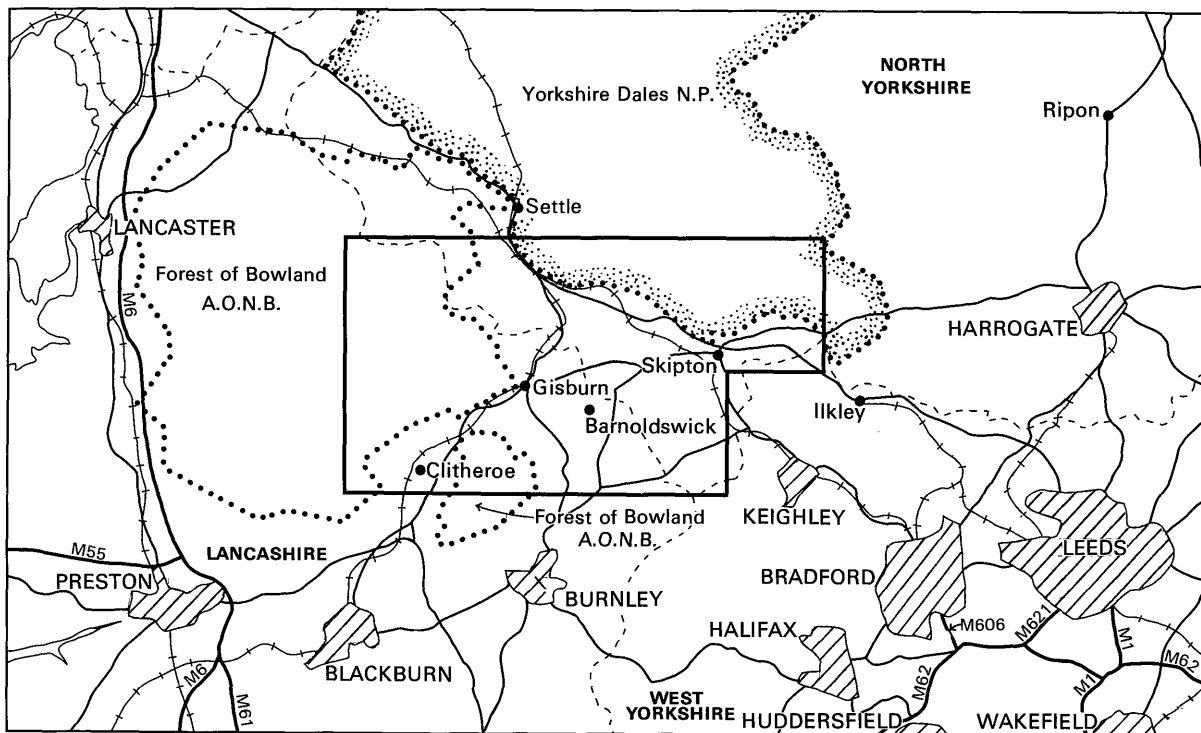 NORTH
YORKSHIRE
Yorkshire Dales N.P.
Ripon
Settle
LANCASTER
Forest of Bowland
A.O.N.B.
M6
HARROGATE
Skipton
Gisburn
Ilkley
Barnoldswick
Clitheroe
KEIGHLEY
Forest of Bowland
A.O.N.B.
LANCASHIRE
M55
PRESTON
LEEDS
BRADFORD
BURNLEY
M606
M621
HALIFAX
M1
M62
BLACKBURN
M6
M61
M62
M1
WEST
YORKSHIRE
HUDDERSFIELD
WAKEFIELD